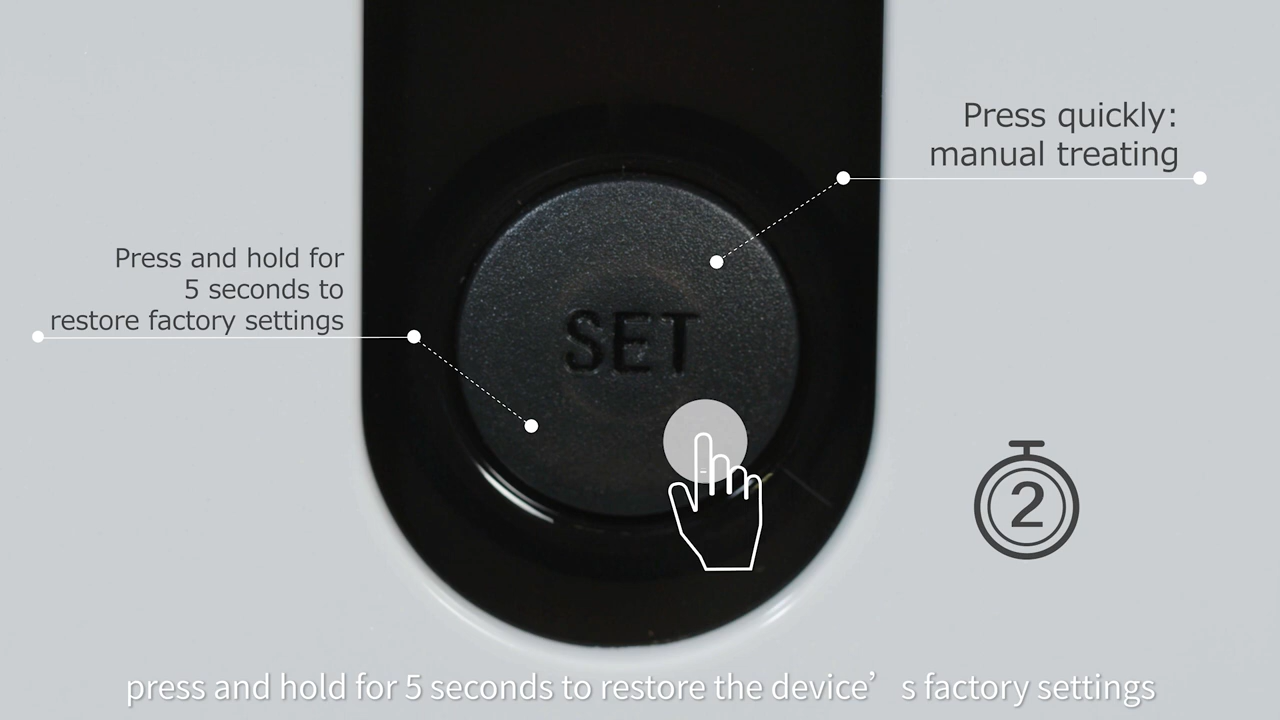 Press quickly:
manual treating
Press and hold for
5 seconds to
restore factory settings
SET
2
press and hold for 5 seconds to restore the device’s factory settings